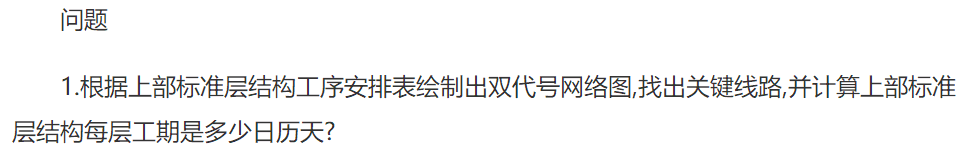 问题
1.根据上部标准层结构工序安排表绘制出双代号网络图,找出关键线路,并计算上部标准
层结构每层工期是多少日历天?